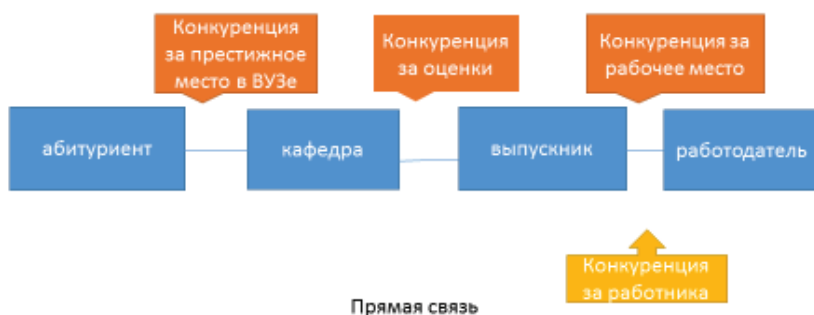 Конкуренция
за престижное
место в ВУЗе
Конкуренция
за оценки
Конкуренция за
рабочее место
абитуриент
кафедра
выпускник
работодатель
Конкуренция
за работника
Прямая связь